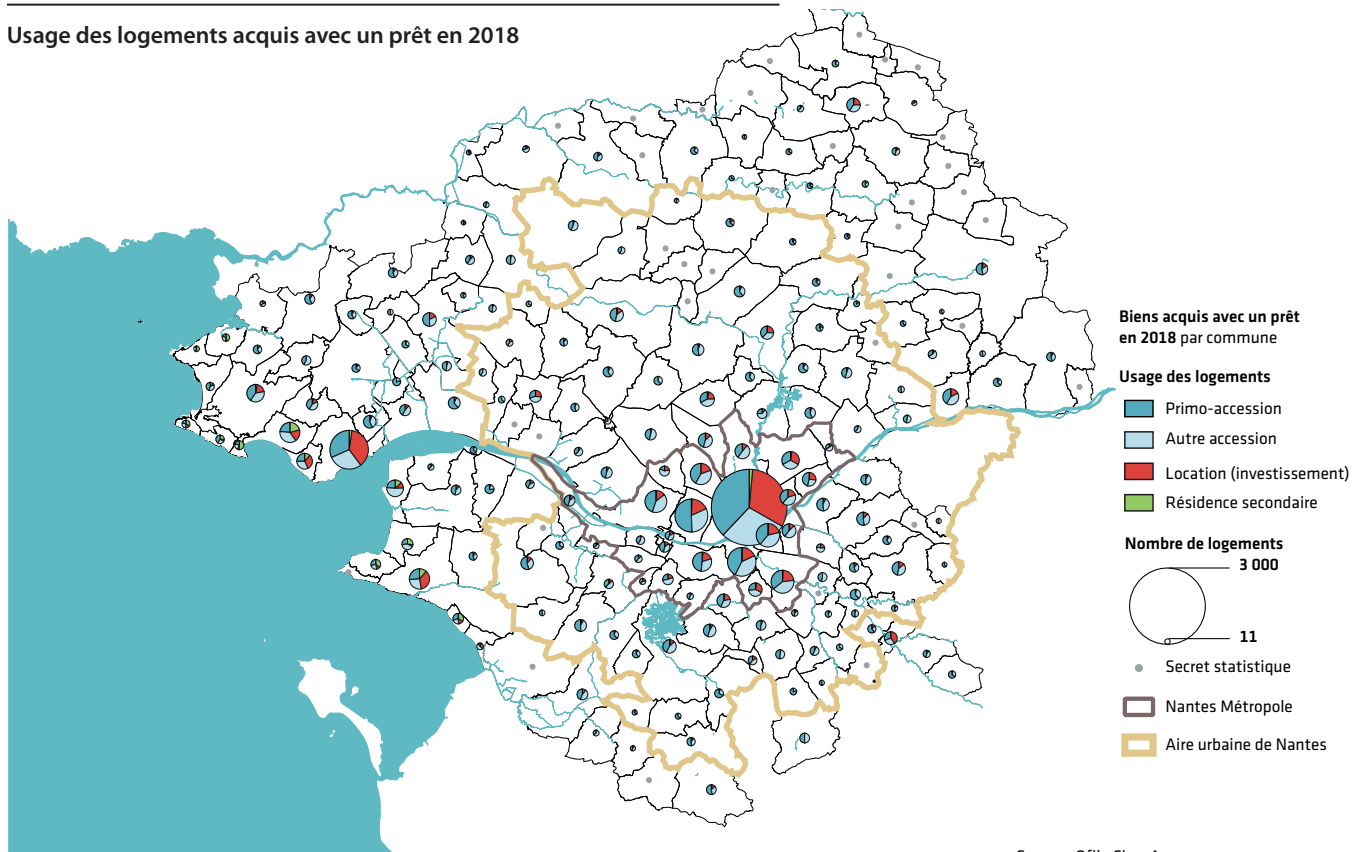 Usage des logements acquis avec un prêt en 2018
Biens acquis avec un prêt
en 2018 par commune
Usage des logements
Primo-accession
Autre accession
Location (investissement)
Résidence secondaire
Nombre de logements
3 000
11
Secret statistique
Nantes Métropole
Aire urbaine de Nantes